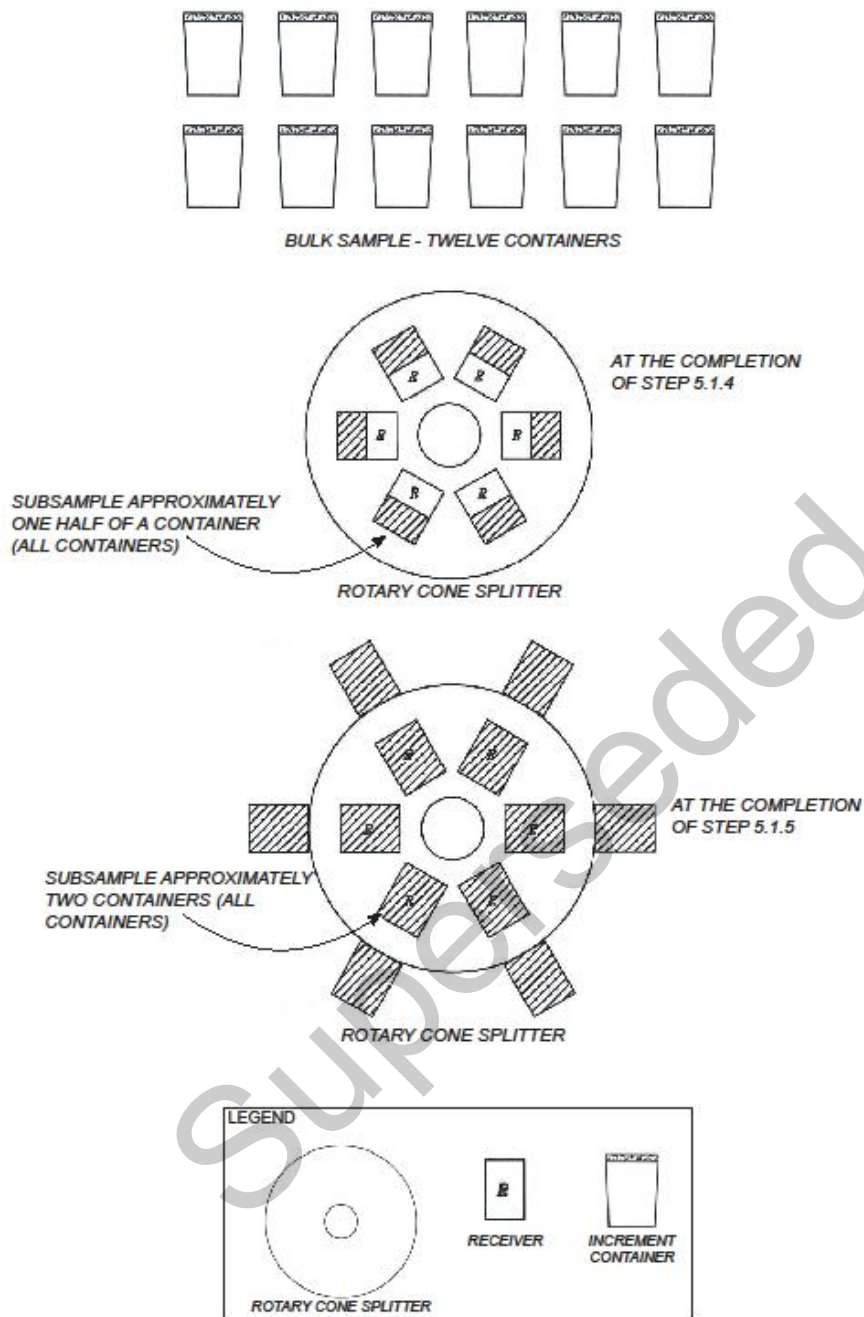 BULK SAMPLE - TWELVE CONTAINERS
AT THE COMPLETION
OF STEP 5.1.4
R
R
R
R
R
R
SUBSAMPLE APPROXIMATELY
ONE HALF OF A CONTAINER
(ALL CONTAINERS)
ROTARY CONE SPLITTER
R
R
R
R
R
R
AT THE COMPLETION
OF STEP 5.1.5
SUBSAMPLE APPROXIMATELY
TWO CONTAINERS (ALL
CONTAINERS)
ROTARY CONE SPLITTER
Superseded
LEGEND
R
RECEIVER
INCREMENT
CONTAINER
ROTARY CONE SPLITTER